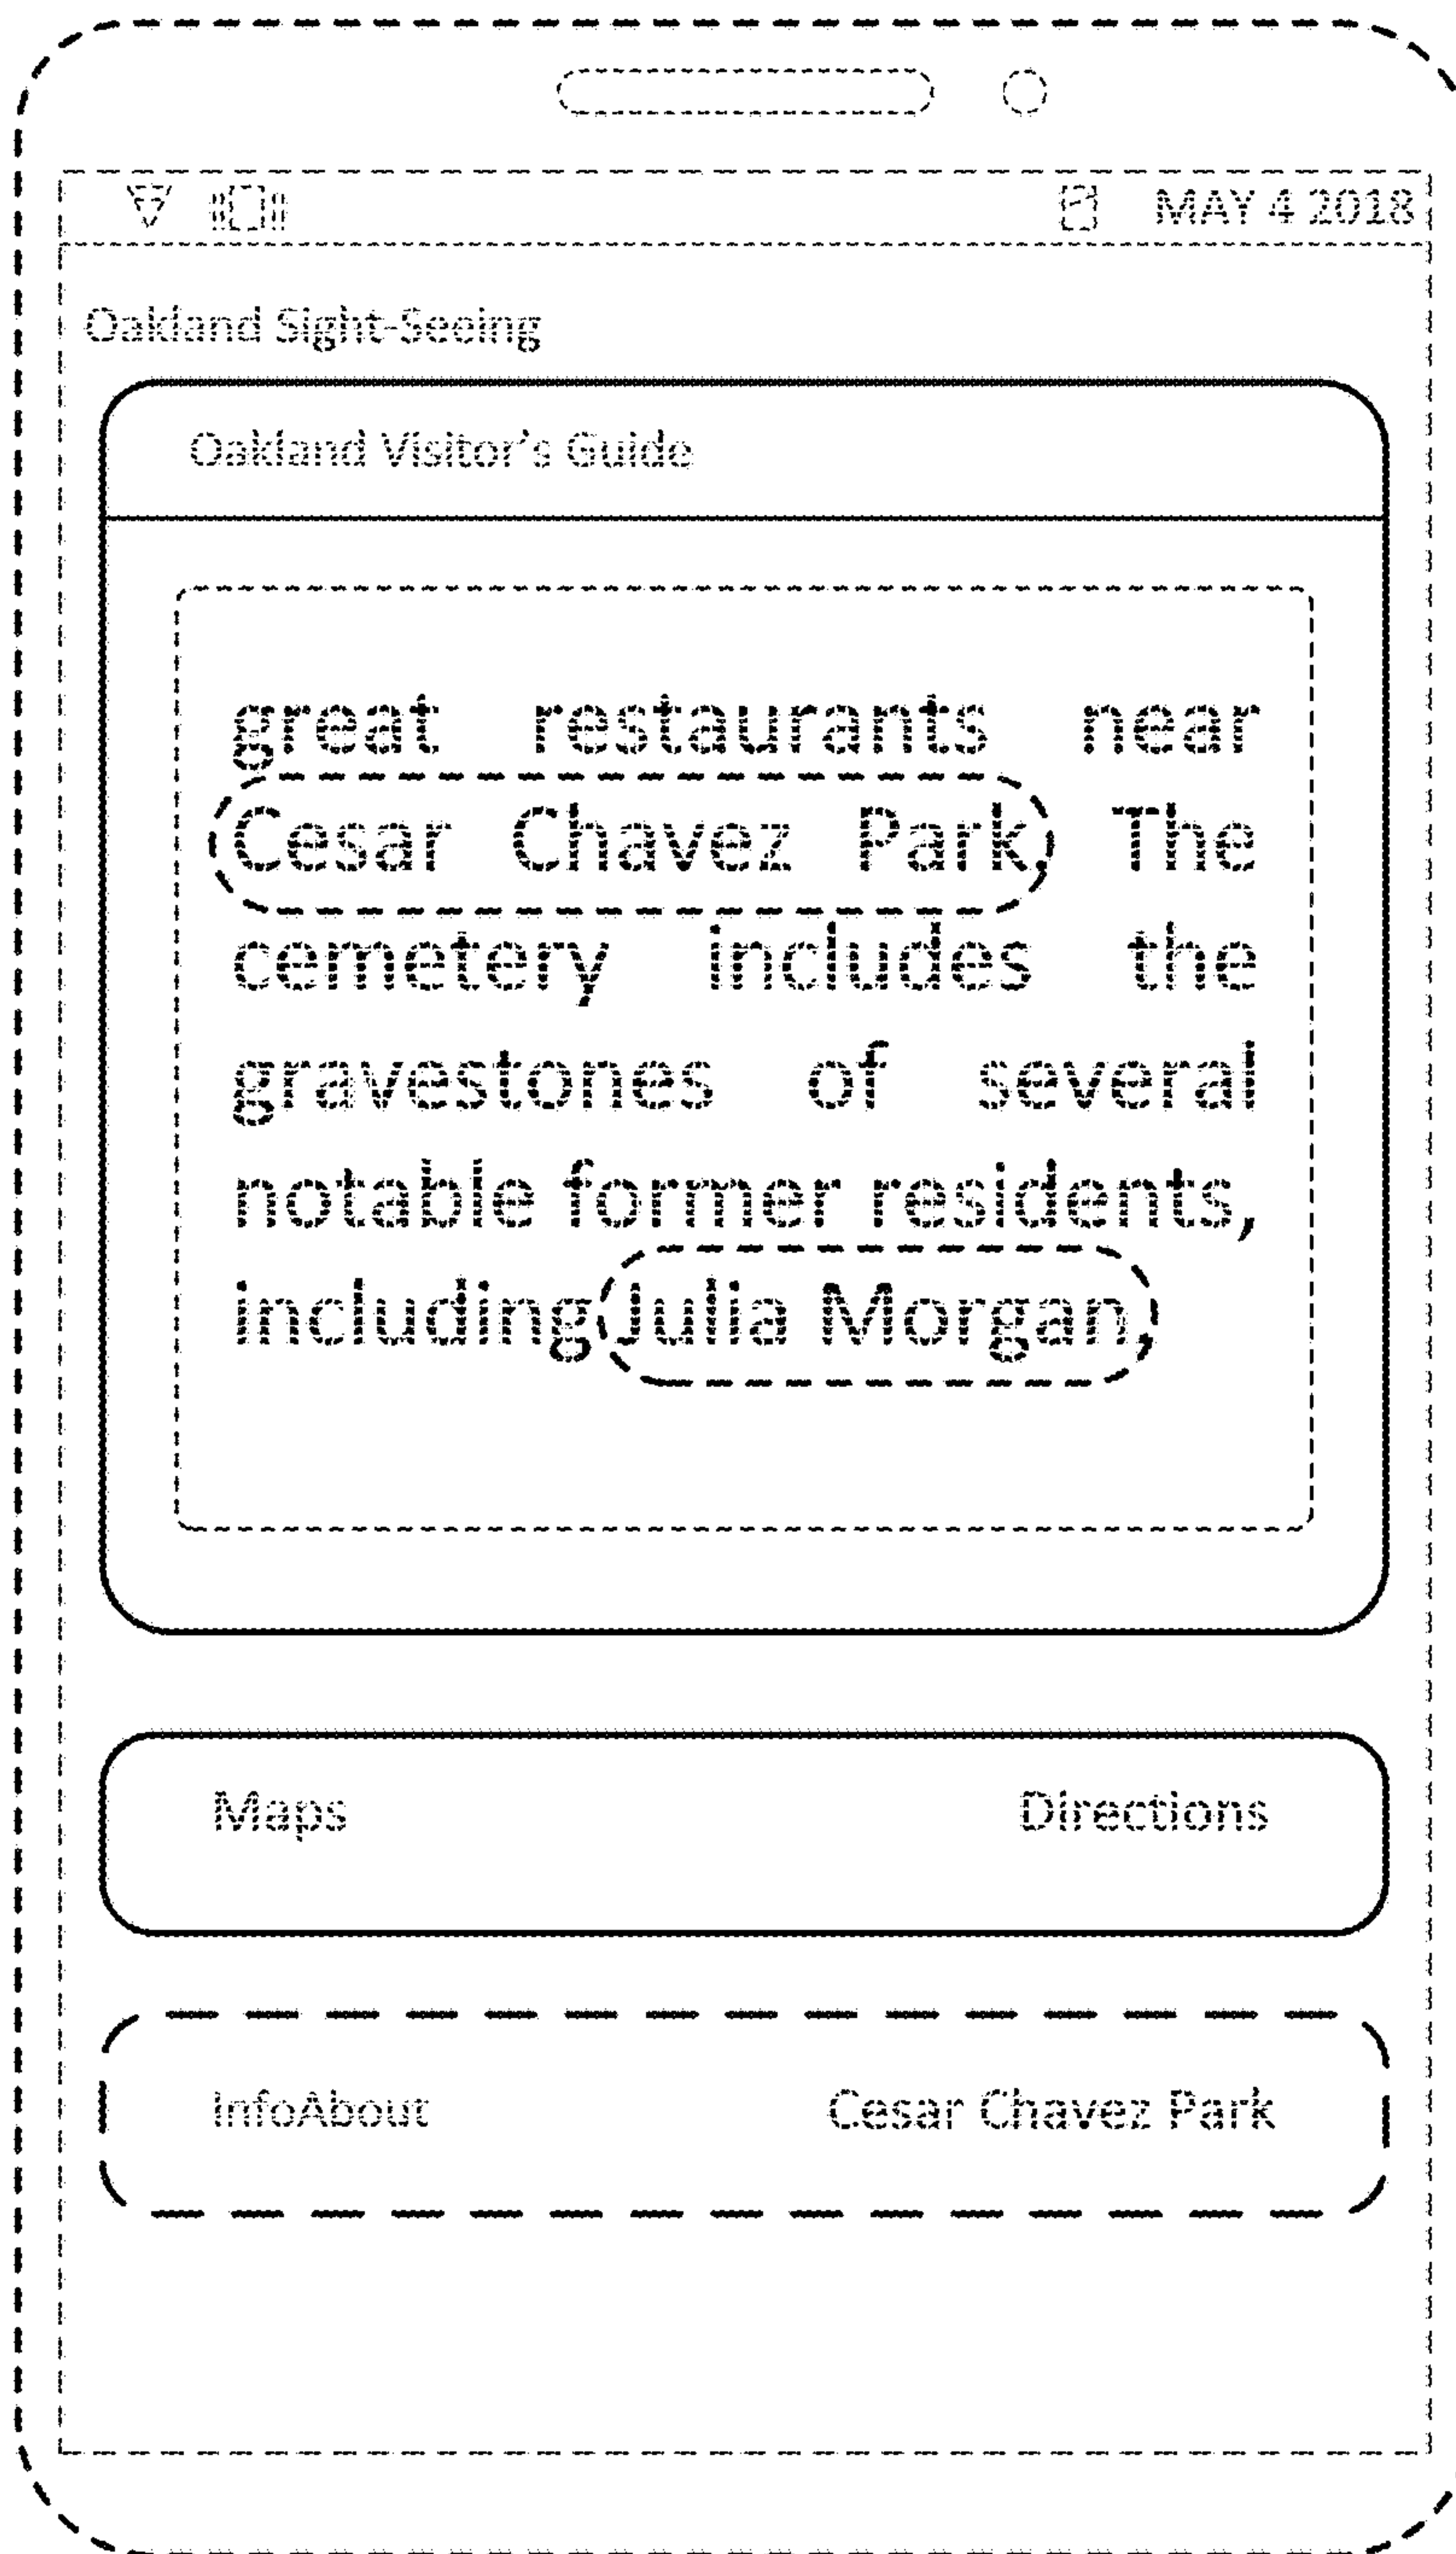 MAY 4 2018
Oakland Sight-Seeing
Oakland Visitor's Guide
great restaurants near
Cesar Chavez Park. The
cemetery includes the
gravestones of several
notable former residents,
including Julia Morgan,
Maps Directions
InfoAbout Cesar Chavez Park